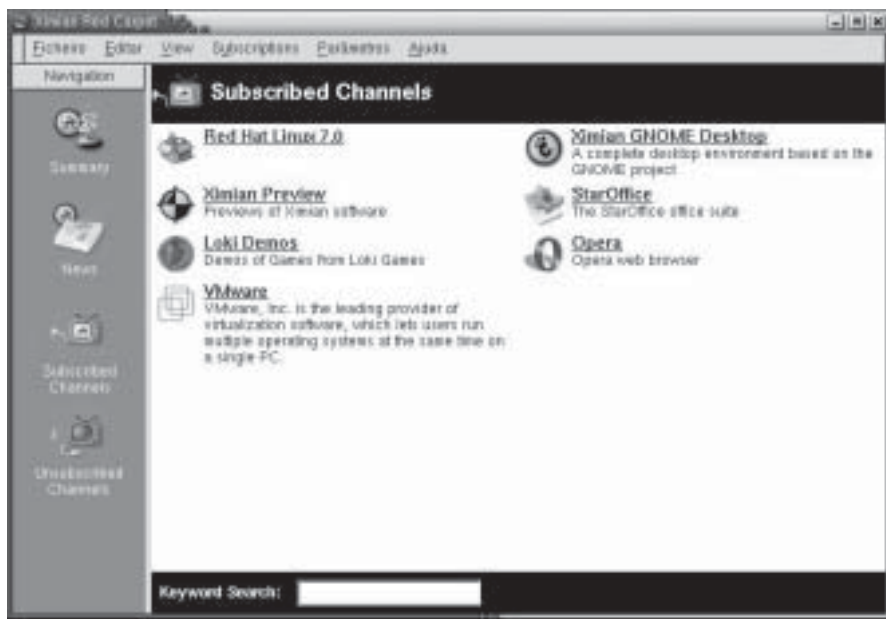 Ximian Red Carpet
Ficheiro Editar View Subscriptions Parâmetros Ajuda
Navigation
Summary
News
Subscribed
Channels
Unsubscribed
Channels
Subscribed Channels
Red Hat Linux 7.0
Ximian Preview
Previews of Ximian software
Loki Demos
Demos of Games from Loki Games
VMware
VMware, Inc. is the leading provider of
virtualization software, which lets users run
multiple operating systems at the same time on
a single PC.
Ximian GNOME Desktop
A complete desktop environment based on the
GNOME project
StarOffice
The StarOffice office suite
Opera
Opera web browser
Keyword Search: